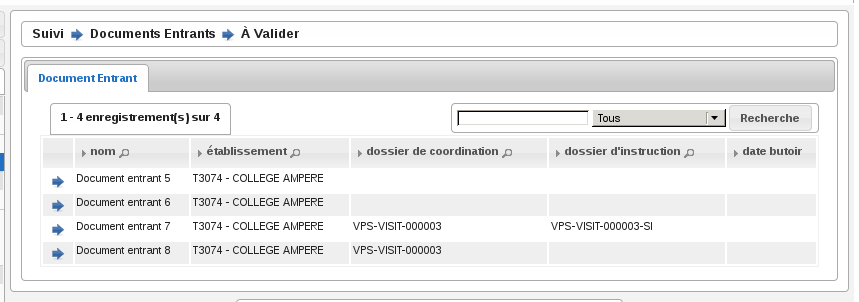 Suivi Documents Entrants À Valider
Document Entrant
1 - 4 enregistrement(s) sur 4
Tous Recherche
nom établissement dossier de coordination dossier d'instruction date butoir
Document entrant 5 T3074 - COLLEGE AMPERE
Document entrant 6 T3074 - COLLEGE AMPERE
Document entrant 7 T3074 - COLLEGE AMPERE VPS-VISIT-000003 VPS-VISIT-000003-SI
Document entrant 8 T3074 - COLLEGE AMPERE VPS-VISIT-000003